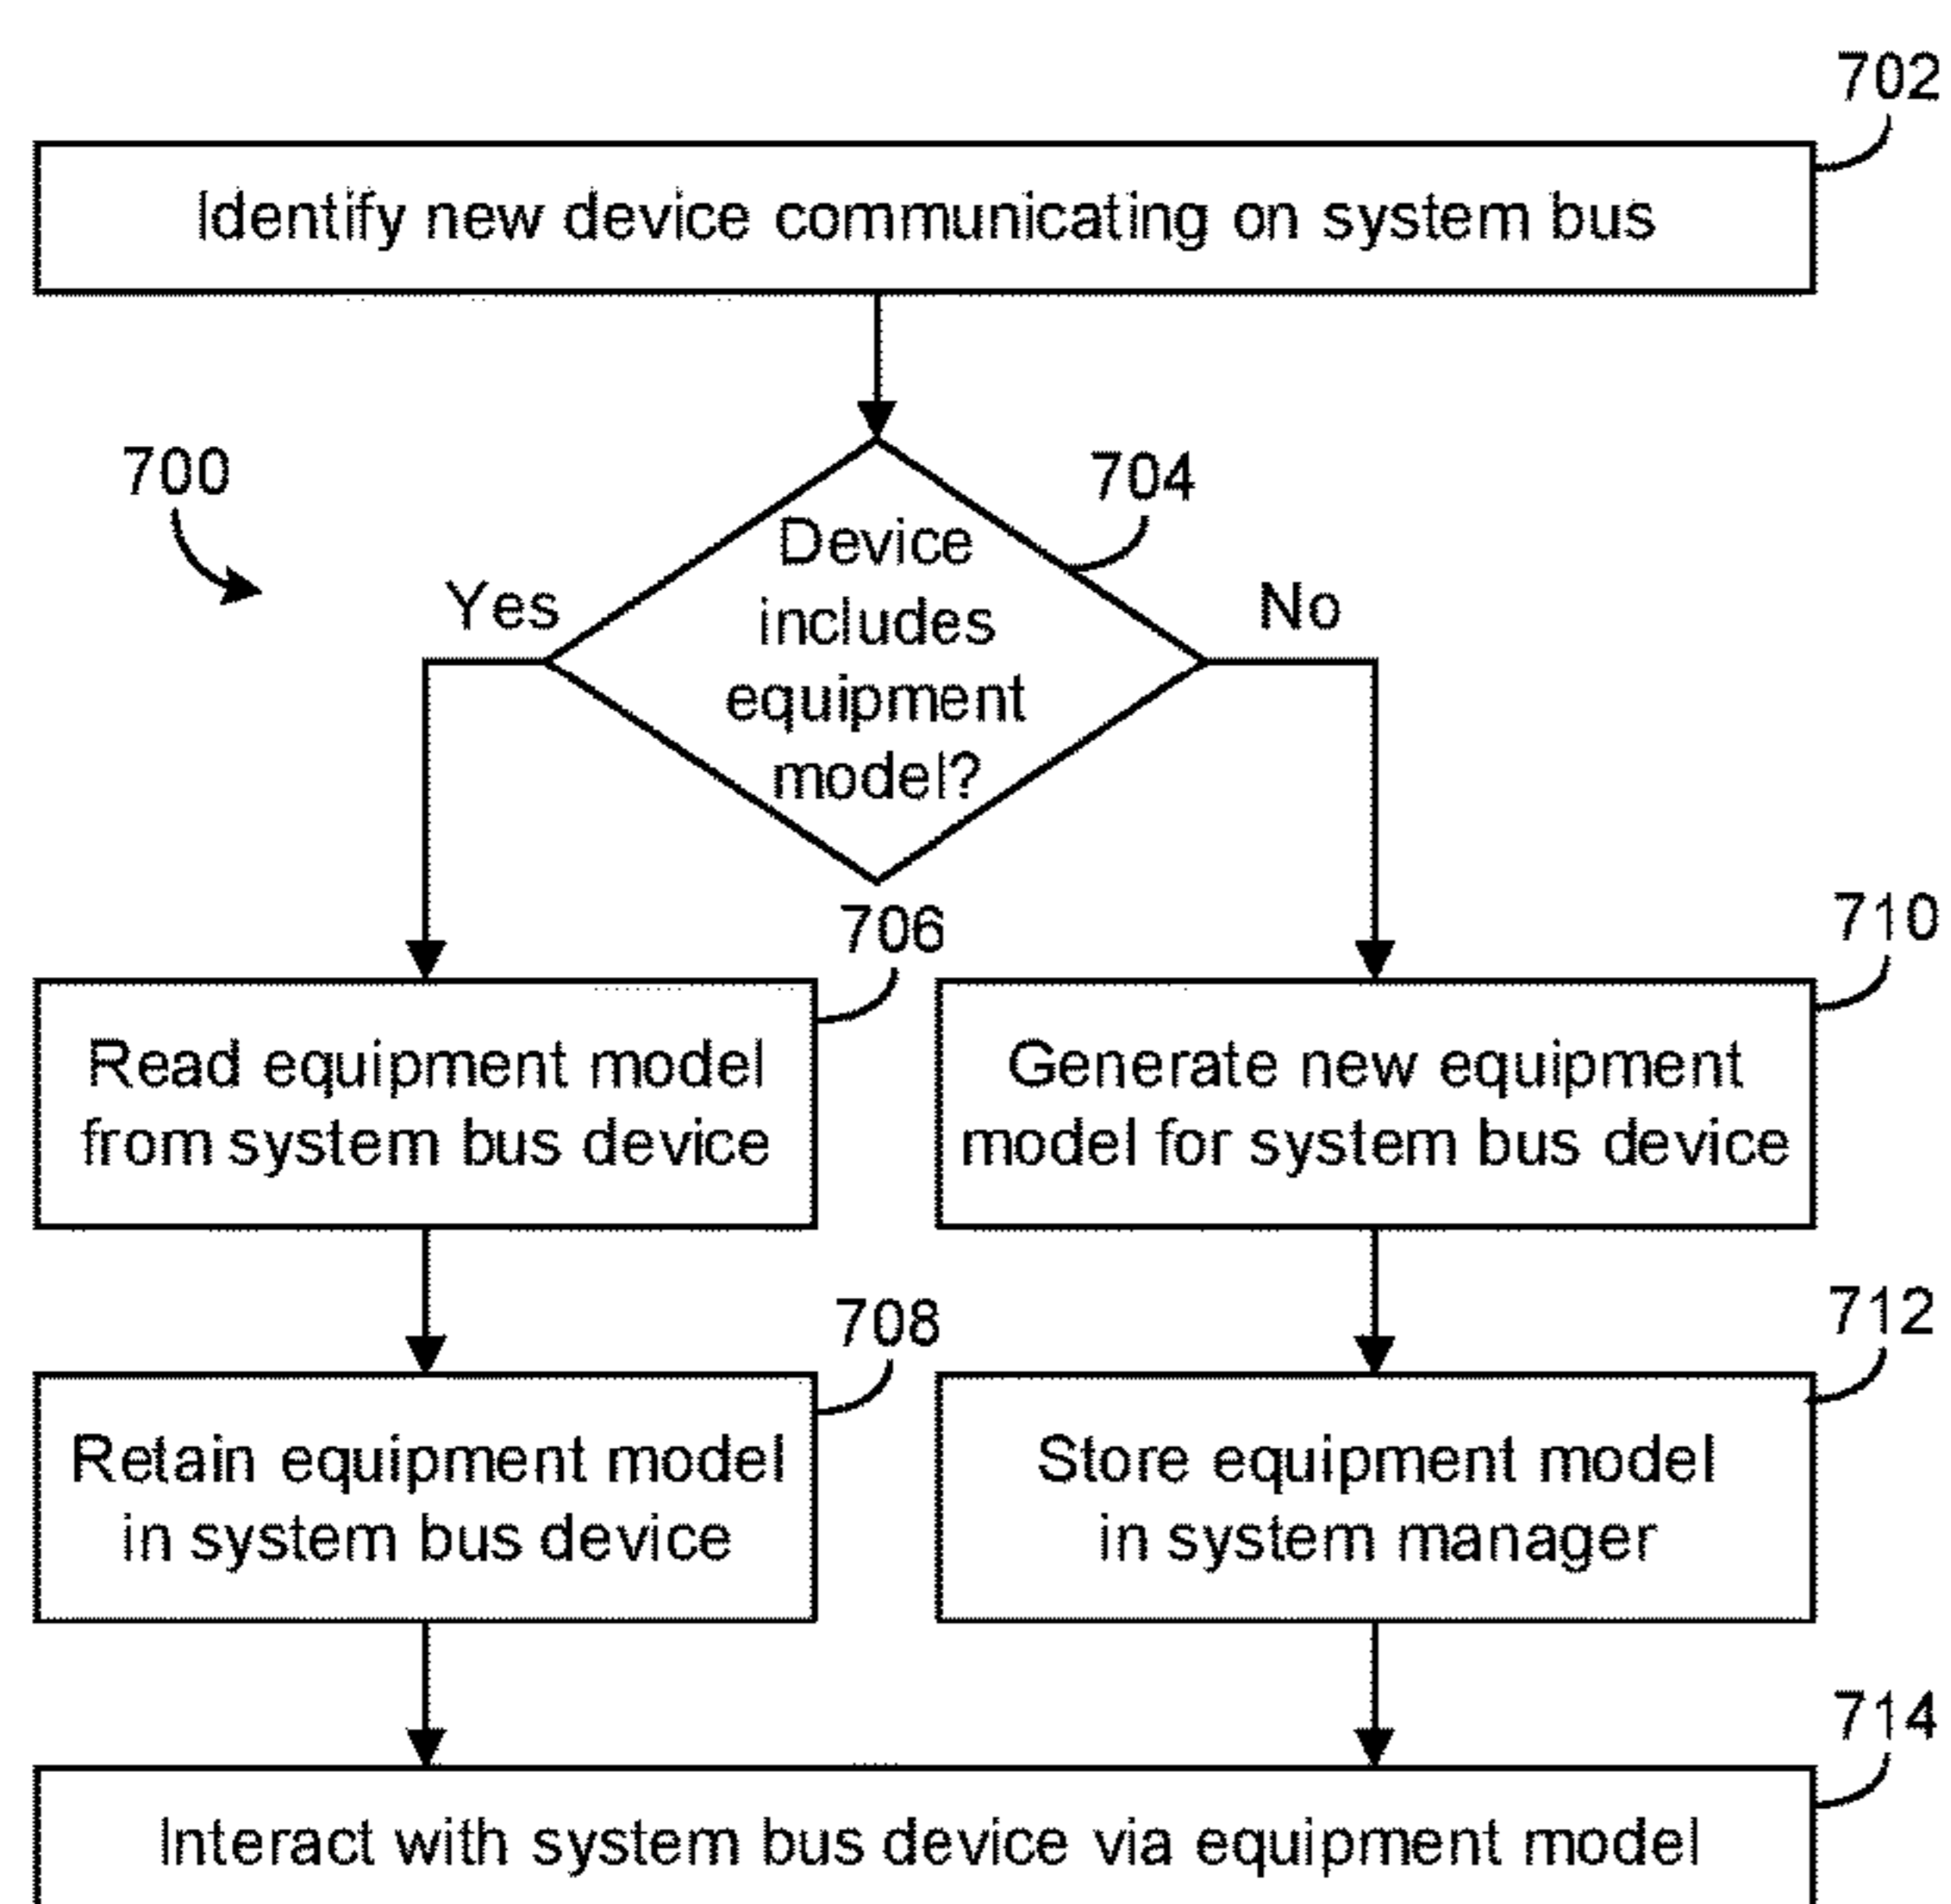 702
Identify new device communicating on system bus
700
704
Device
includes
equipment
model?
Yes
No
706
710
Read equipment model
from system bus device
Generate new equipment
model for system bus device
708
712
Retain equipment model
in system bus device
Store equipment model
in system manager
714
Interact with system bus device via equipment model